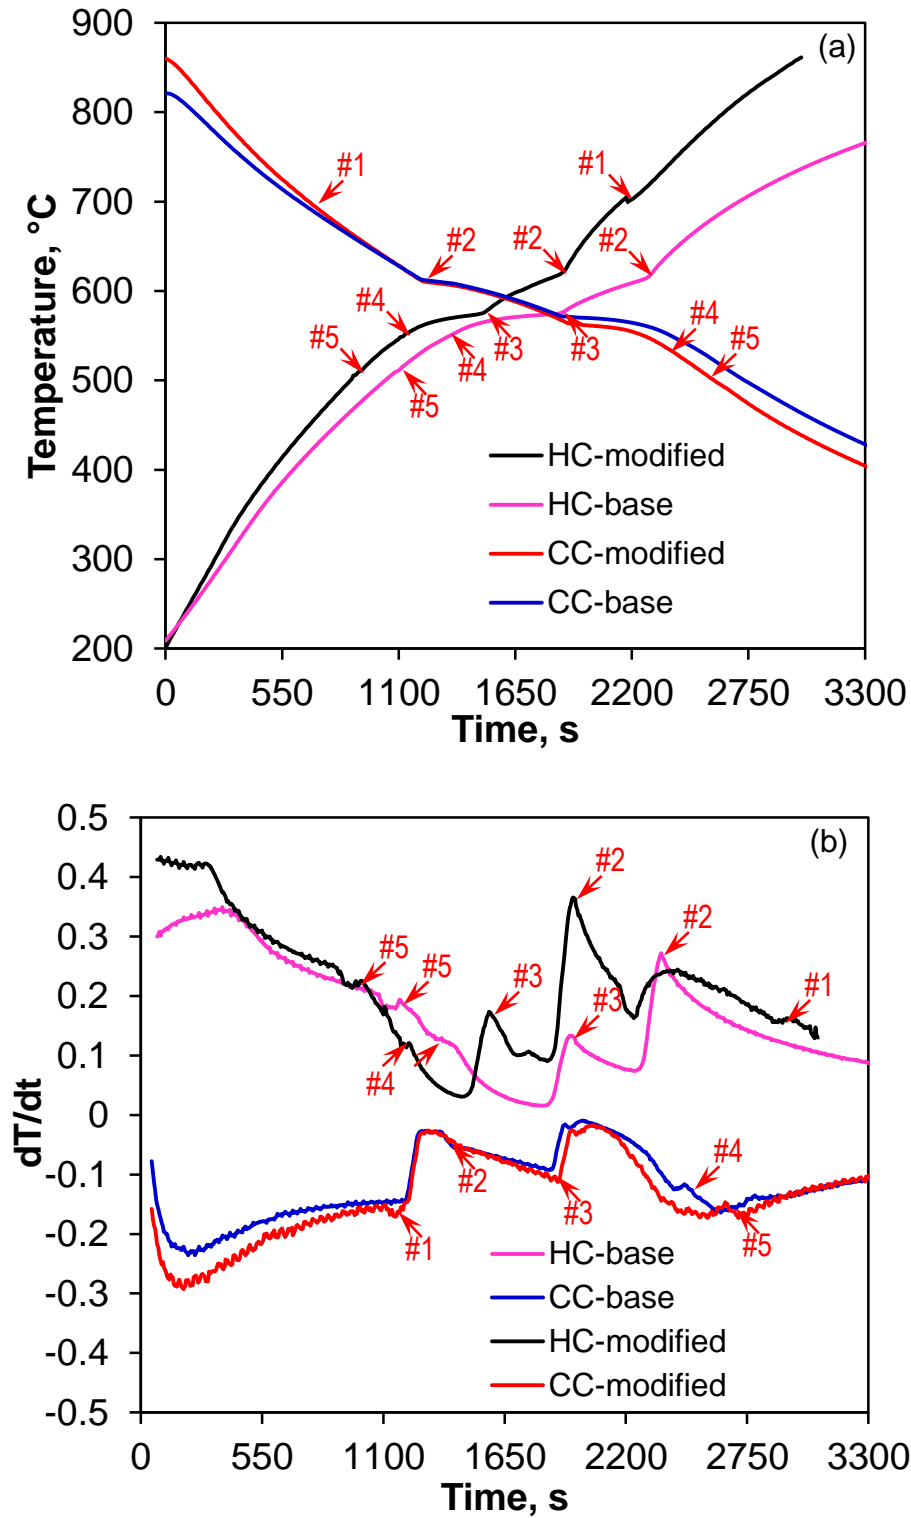 900
(a)
800
#1
#1
700
#2
#2
#2
600
#4
#4
#5
#5
#3
#3
#4
500
#5
HC-modified
400
HC-base
300
CC-modified
CC-base
200
Temperature, °C
0 550 1100 1650 2200 2750 3300
Time, s
0.5
(b)
#2
0.4
#2
0.3
#5
#5
#3
#3
#1
0.2
0.1
#4
0
-0.1
#4
#2
#3
-0.2
#1
#5
HC-base
-0.3
CC-base
HC-modified
-0.4
CC-modified
-0.5
dT/dt
0 550 1100 1650 2200 2750 3300
Time, s